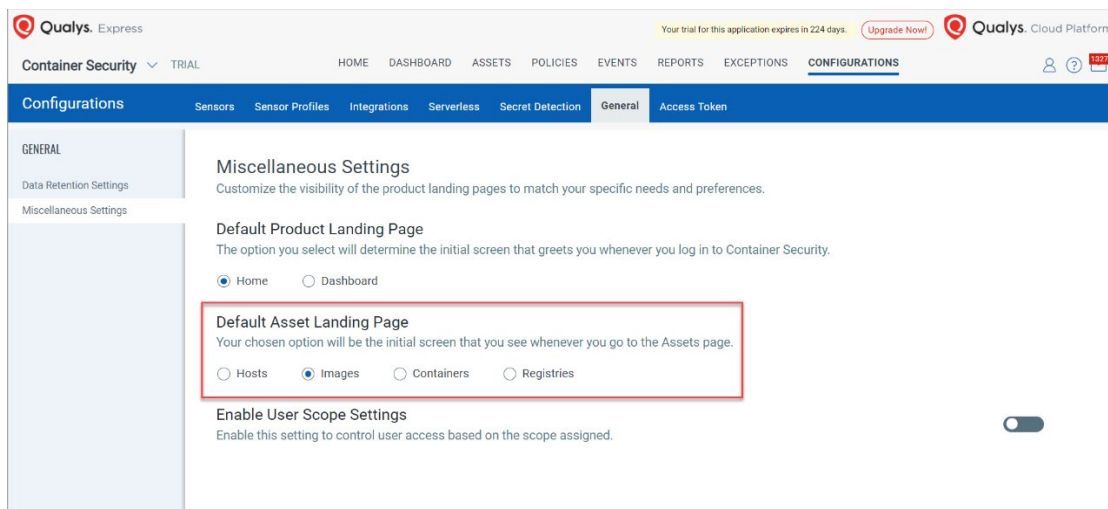 Qualys. Express
Your trial for this application expires in 224 days. Upgrade Now! Qualys. Cloud Platform
Container Security TRIAL HOME DASHBOARD ASSETS POLICIES EVENTS REPORTS EXCEPTIONS CONFIGURATIONS 1327
Configurations Sensors Sensor Profiles Integrations Serverless Secret Detection General Access Token
GENERAL
Data Retention Settings
Miscellaneous Settings
Miscellaneous Settings
Customize the visibility of the product landing pages to match your specific needs and preferences.
Default Product Landing Page
The option you select will determine the initial screen that greets you whenever you log in to Container Security.
Home Dashboard
Default Asset Landing Page
Your chosen option will be the initial screen that you see whenever you go to the Assets page.
Hosts Images Containers Registries
Enable User Scope Settings
Enable this setting to control user access based on the scope assigned.